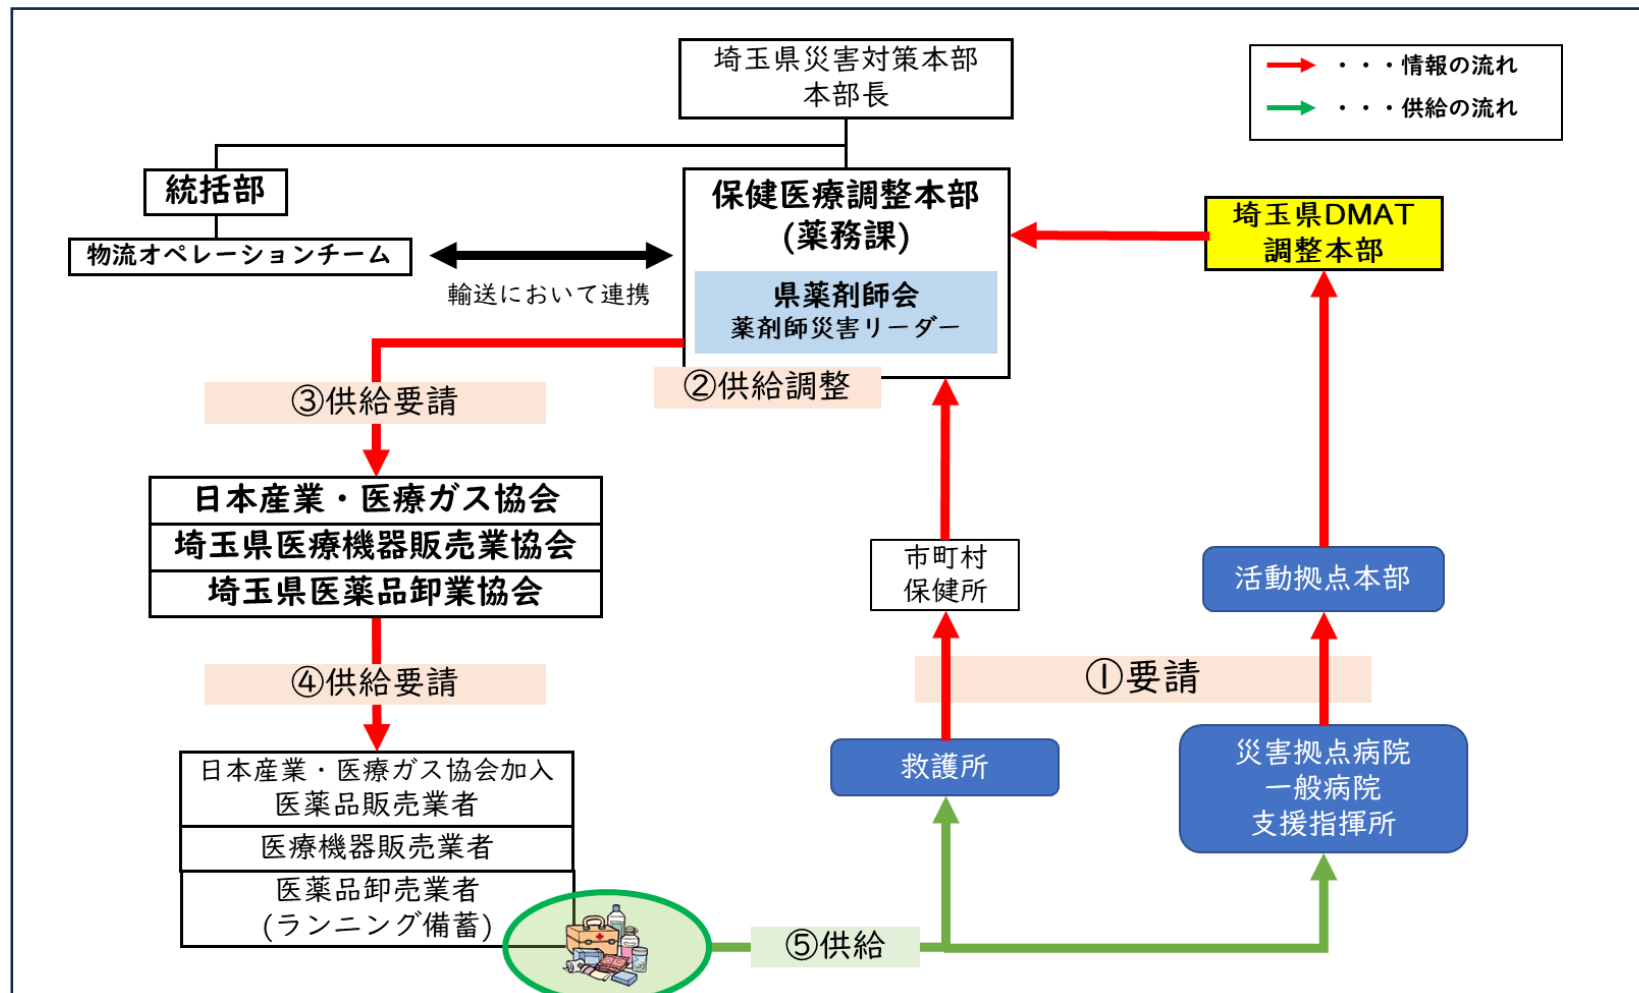 埼玉県災害対策本部
本部長
・・・情報の流れ
・・・供給の流れ
統括部
物流オペレーションチーム
輸送において連携
保健医療調整本部
(薬務課)
県薬剤師会
薬剤師災害リーダー
埼玉県DMAT
調整本部
②供給調整
③供給要請
日本産業・医療ガス協会
埼玉県医療機器販売業協会
埼玉県医薬品卸業協会
市町村
保健所
活動拠点本部
④供給要請
①要請
日本産業・医療ガス協会加入
医薬品販売業者
医療機器販売業者
医薬品卸売業者
(ランニング備蓄)
救護所
災害拠点病院
一般病院
支援指揮所
⑤供給